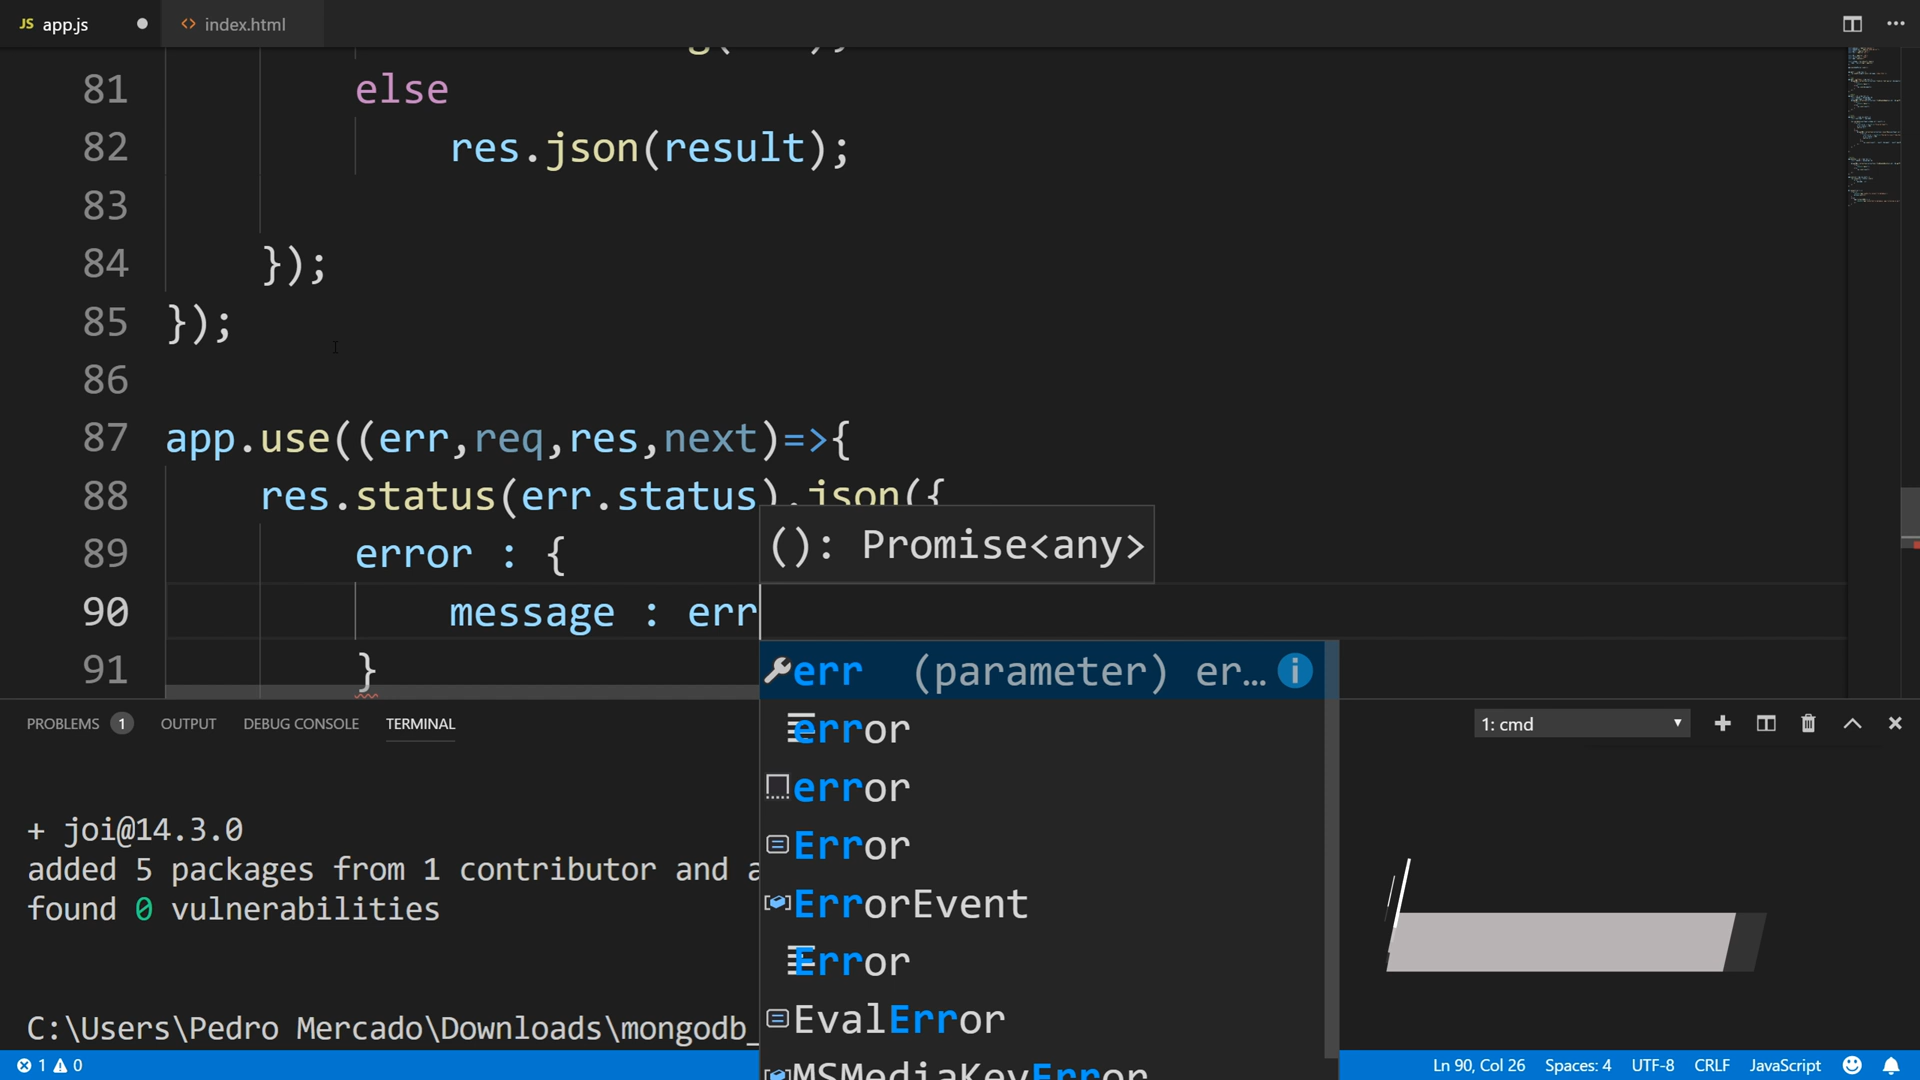 JS app.js ● <> index.html
81 else
82 res.json(result);
83
84 });
85 });
86
87 app.use((err,req,res,next)=>{
88 res.status(err.status).json({
89 error : {
(): Promise<any>
90 message : err
91 }
err (parameter) er...
error
error
Error
ErrorEvent
Error
EvalError
MSMediaKeyError
PROBLEMS 1 OUTPUT DEBUG CONSOLE TERMINAL 1: cmd
+ joi@14.3.0
added 5 packages from 1 contributor and
found 0 vulnerabilities
C:\Users\Pedro Mercado\Downloads\mongodb_
1 0 Ln 90, Col 26 Spaces: 4 UTF-8 CRLF JavaScript